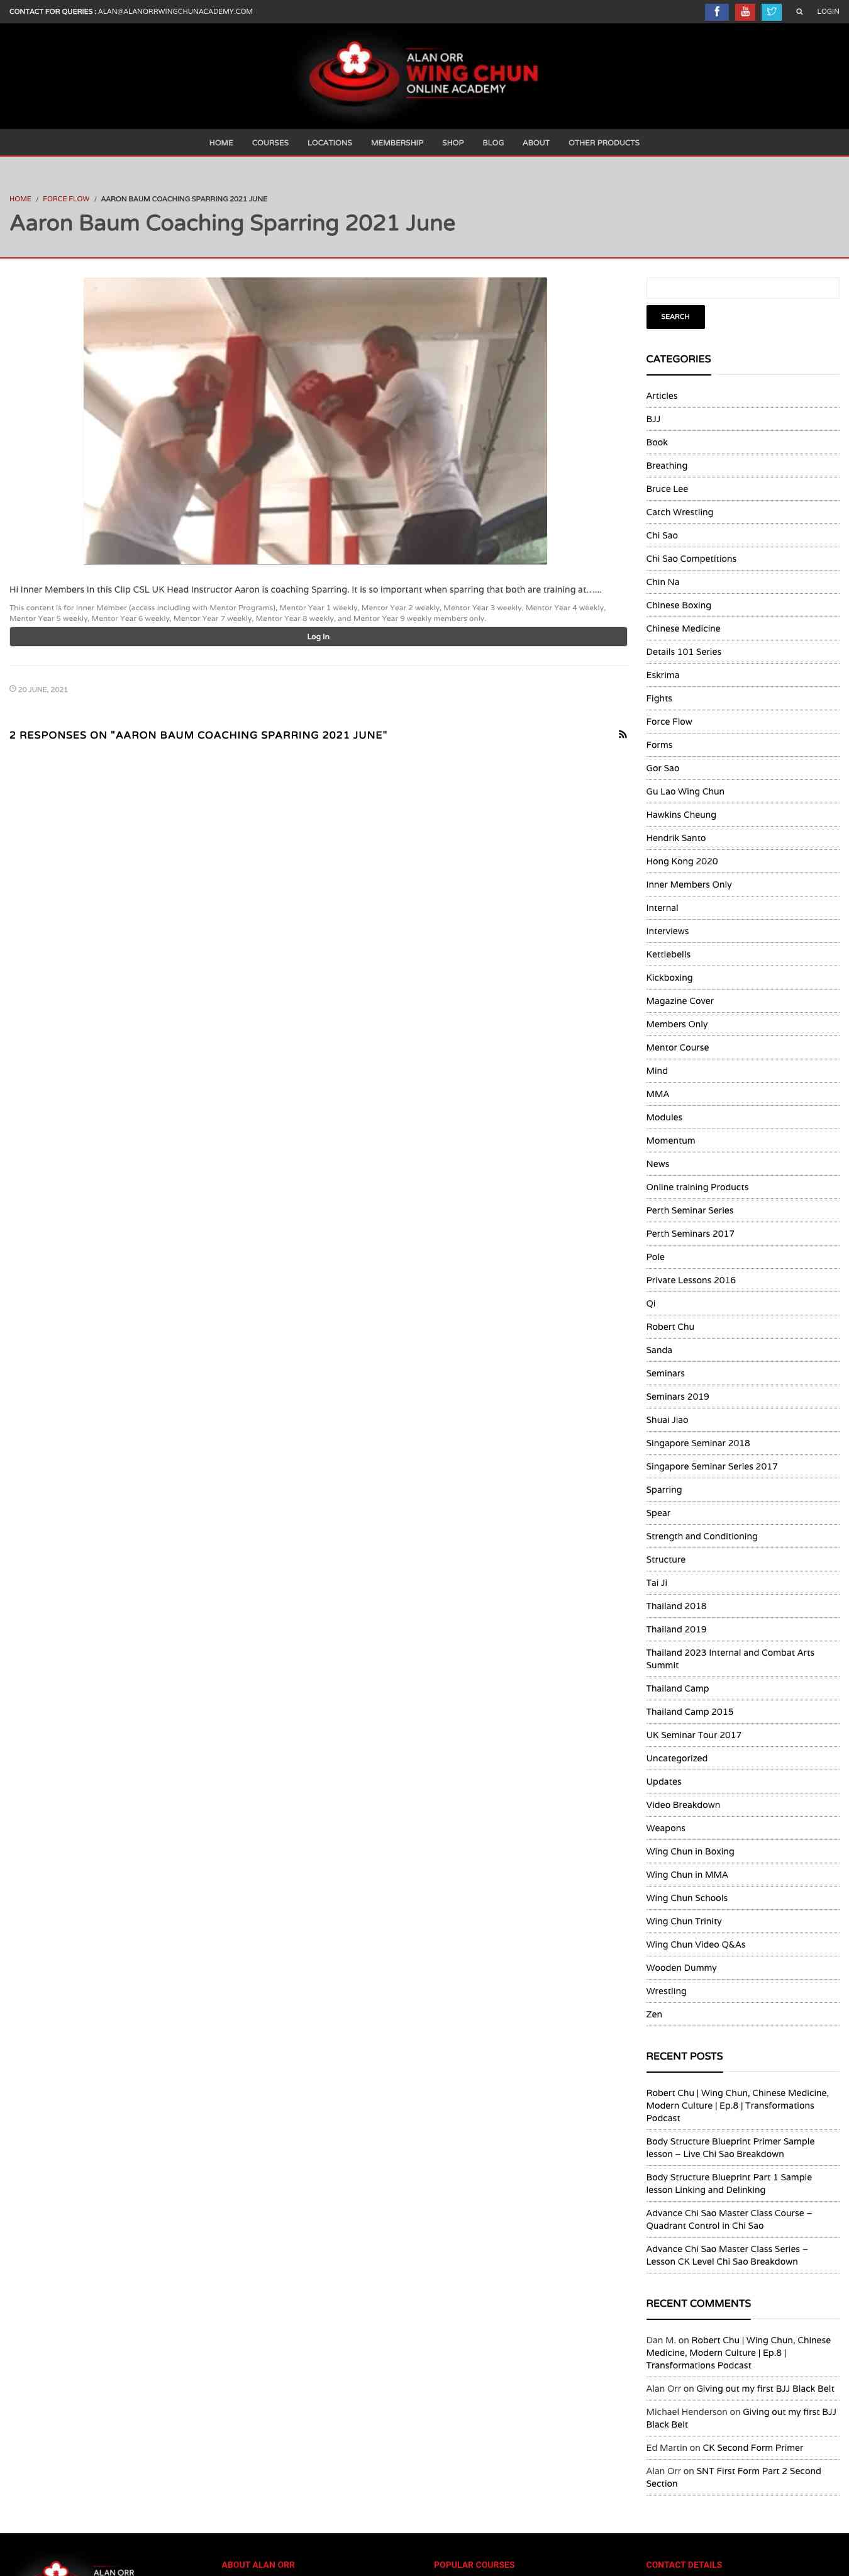 CONTACT FOR QUERIES : ALAN@ALANORRWINGCHUNACADEMY.COM
You Tube
LOGIN
ALAN ORR
WING CHUN
ONLINE ACADEMY
HOME COURSES LOCATIONS MEMBERSHIP SHOP BLOG ABOUT OTHER PRODUCTS
HOME / FORCE FLOW / AARON BAUM COACHING SPARRING 2021 JUNE
Aaron Baum Coaching Sparring 2021 June
Hi Inner Members In this Clip CSL UK Head Instructor Aaron is coaching Sparring. It is so important when sparring that both are training at......
This content is for Inner Member (access including with Mentor Programs), Mentor Year 1 weekly, Mentor Year 2 weekly, Mentor Year 3 weekly, Mentor Year 4 weekly,
Mentor Year 5 weekly, Mentor Year 6 weekly, Mentor Year 7 weekly, Mentor Year 8 weekly, and Mentor Year 9 weekly members only.
Log In
20 JUNE, 2021
2 RESPONSES ON "AARON BAUM COACHING SPARRING 2021 JUNE"
SEARCH
CATEGORIES
Articles
BJJ
Book
Breathing
Bruce Lee
Catch Wrestling
Chi Sao
Chi Sao Competitions
Chin Na
Chinese Boxing
Chinese Medicine
Details 101 Series
Eskrima
Fights
Force Flow
Forms
Gor Sao
Gu Lao Wing Chun
Hawkins Cheung
Hendrik Santo
Hong Kong 2020
Inner Members Only
Internal
Interviews
Kettlebells
Kickboxing
Magazine Cover
Members Only
Mentor Course
Mind
MMA
Modules
Momentum
News
Online training Products
Perth Seminar Series
Perth Seminars 2017
Pole
Private Lessons 2016
Qi
Robert Chu
Sanda
Seminars
Seminars 2019
Shuai Jiao
Singapore Seminar 2018
Singapore Seminar Series 2017
Sparring
Spear
Strength and Conditioning
Structure
Tai Ji
Thailand 2018
Thailand 2019
Thailand 2023 Internal and Combat Arts
Summit
Thailand Camp
Thailand Camp 2015
UK Seminar Tour 2017
Uncategorized
Updates
Video Breakdown
Weapons
Wing Chun in Boxing
Wing Chun in MMA
Wing Chun Schools
Wing Chun Trinity
Wing Chun Video Q&As
Wooden Dummy
Wrestling
Zen
RECENT POSTS
Robert Chu | Wing Chun, Chinese Medicine,
Modern Culture | Ep.8 | Transformations
Podcast
Body Structure Blueprint Primer Sample
lesson – Live Chi Sao Breakdown
Body Structure Blueprint Part 1 Sample
lesson Linking and Delinking
Advance Chi Sao Master Class Course –
Quadrant Control in Chi Sao
Advance Chi Sao Master Class Series –
Lesson CK Level Chi Sao Breakdown
RECENT COMMENTS
Dan M. on Robert Chu | Wing Chun, Chinese
Medicine, Modern Culture | Ep.8 |
Transformations Podcast
Alan Orr on Giving out my first BJJ Black Belt
Michael Henderson on Giving out my first BJJ
Black Belt
Ed Martin on CK Second Form Primer
Alan Orr on SNT First Form Part 2 Second
Section
ALAN ORR
ABOUT ALAN ORR
POPULAR COURSES
CONTACT DETAILS